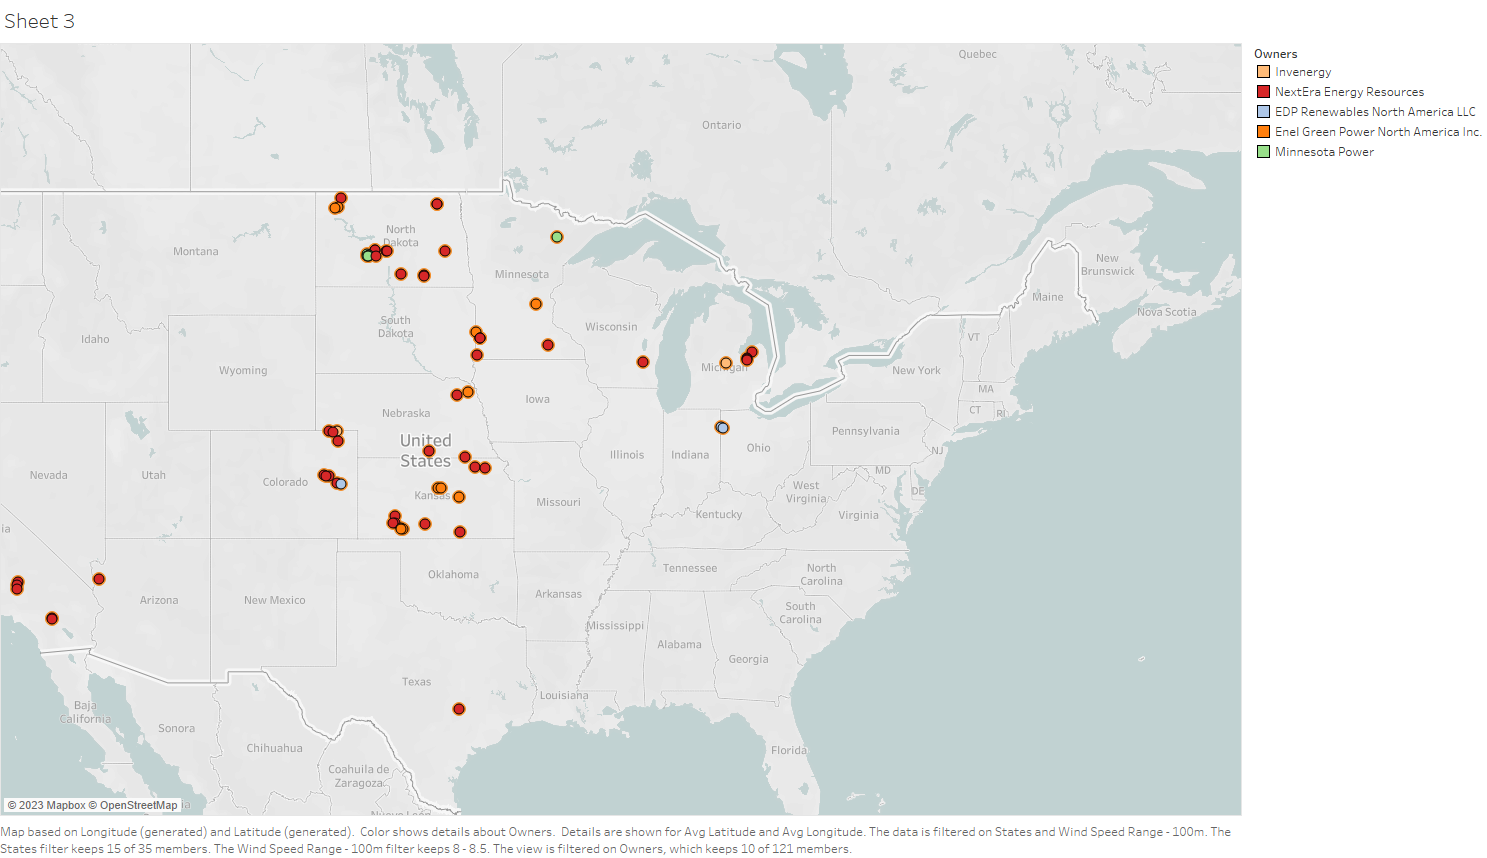 Sheet 3
Owners
Invenergy
NextEra Energy Resources
EDP Renewables North America LLC
Enel Green Power North America Inc.
Minnesota Power
Quebec
Ontario
North
Dakota
Montana
Minnesota
New
Brunswick
Maine
Nova Scotia
South
Dakota
Wisconsin
Idaho
VT
Michigan
Wyoming
New York
MA
Iowa
Nebraska
CT
RI
Pennsylvania
United
States
Ohio
Illinois
Indiana
NJ
Nevada
Utah
MD
Colorado
West
Virginia
DE
Kansas
Missouri
Kentucky
Virginia
ia
Tennessee
North
Carolina
Oklahoma
Arkansas
Arizona
New Mexico
South
Carolina
Mississippi
Alabama
Georgia
Texas
Louisiana
Baja
California
Sonora
Chihuahua
Florida
Coahuila de
Zaragoza
© 2023 Mapbox © OpenStreetMap
Map based on Longitude (generated) and Latitude (generated).  Color shows details about Owners.  Details are shown for Avg Latitude and Avg Longitude. The data is filtered on States and Wind Speed Range - 100m. The
States filter keeps 15 of 35 members. The Wind Speed Range - 100m filter keeps 8 - 8.5. The view is filtered on Owners, which keeps 10 of 121 members.